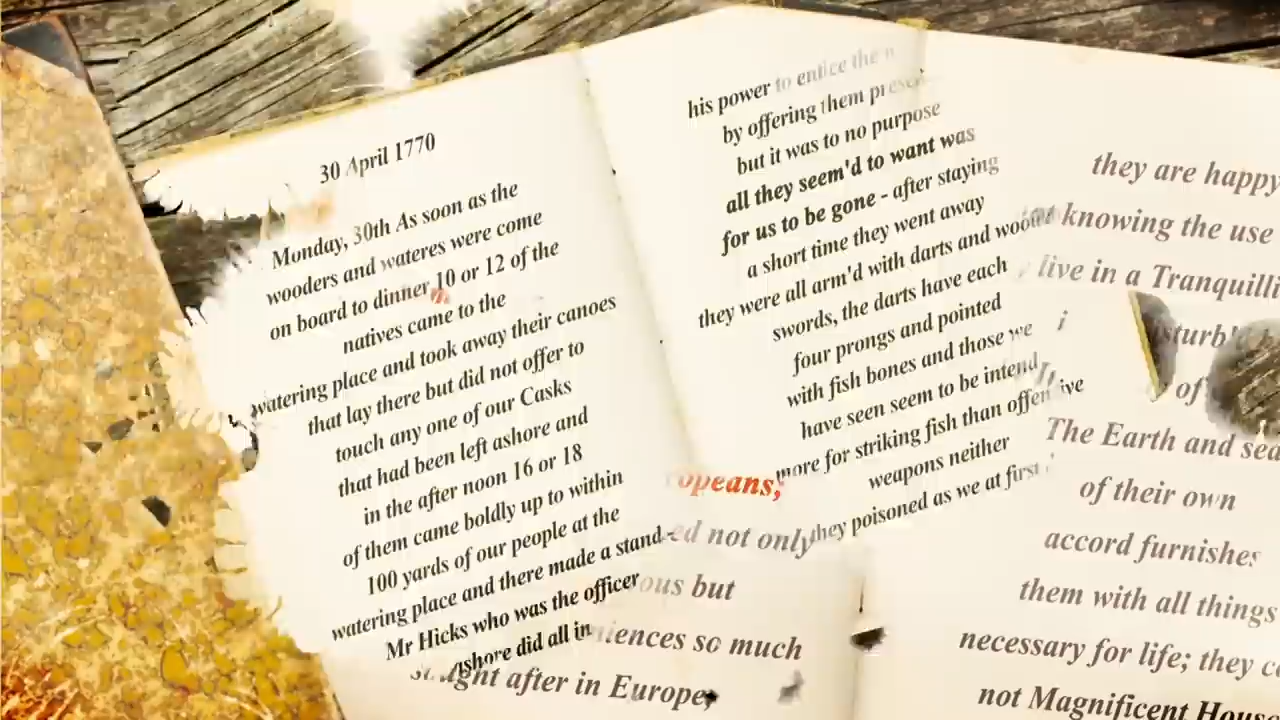 30 April 1770
Monday, 30th As soon as the
wooders and wateres were come
on board to dinner 10 or 12 of the
natives came to the
watering place and took away their canoes
that lay there but did not offer to
touch any one of our Casks
that had been left ashore and
in the after noon 16 or 18
of them came boldly up to within
100 yards of our people at the
watering place and there made a stand -
Mr Hicks who was the officer
ashore did all in
his power to entice the
by offering them
but it was to no purpose
all they seem'd to want was
for us to be gone - after staying
a short time they went away
they were all arm'd with darts and
swords, the darts have each
four prongs and pointed
with fish bones and those we
have seen seem to be
more for striking fish than
weapons neither
they poisoned as we at first
not only
but
so much
after in Europe,
they are happy
knowing the use
live in a
of
The Earth and sea
of their own
accord furnishes
them with all things
necessary for life; they
not Magnificent